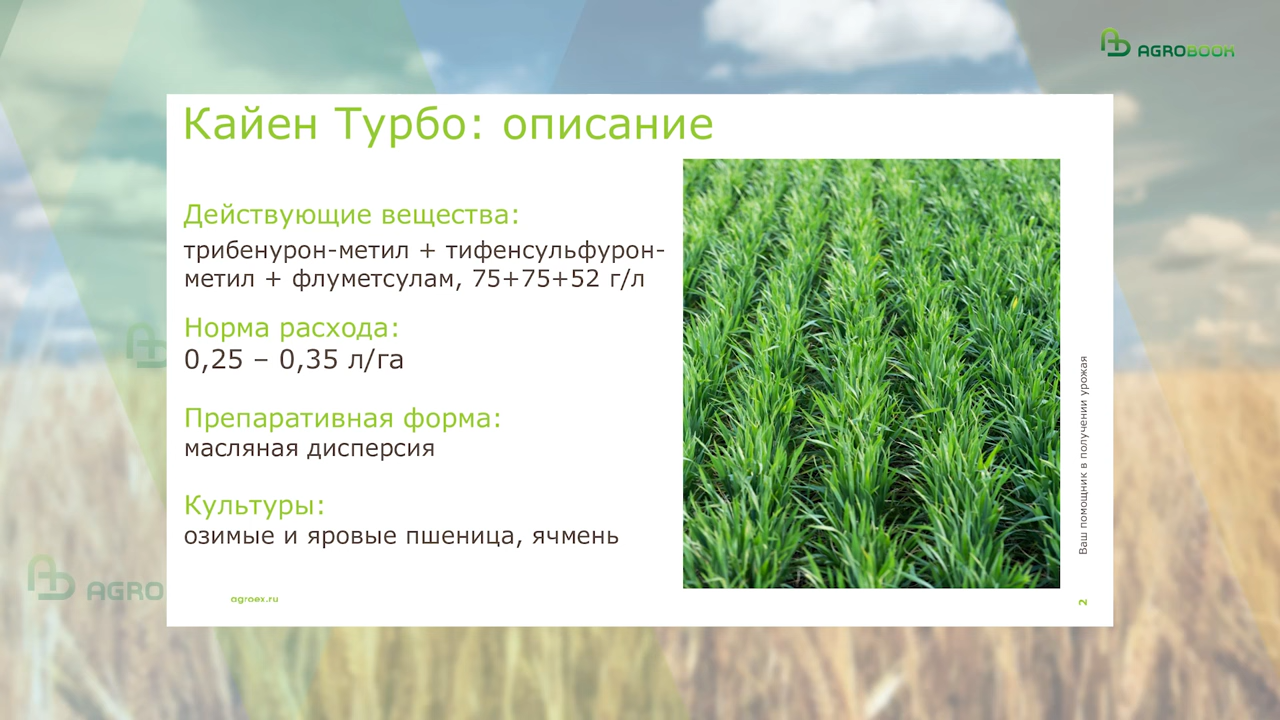 AGROBOOK
Кайен Турбо: описание
Действующие вещества:
трибенурон-метил + тифенсульфурон-
метил + флуметсулам, 75+75+52 г/л
Норма расхода:
0,25 – 0,35 л/га
Препаративная форма:
масляная дисперсия
Культуры:
озимые и яровые пшеница, ячмень
Ваш помощник в получении урожая
AGRO
agroex.ru
2